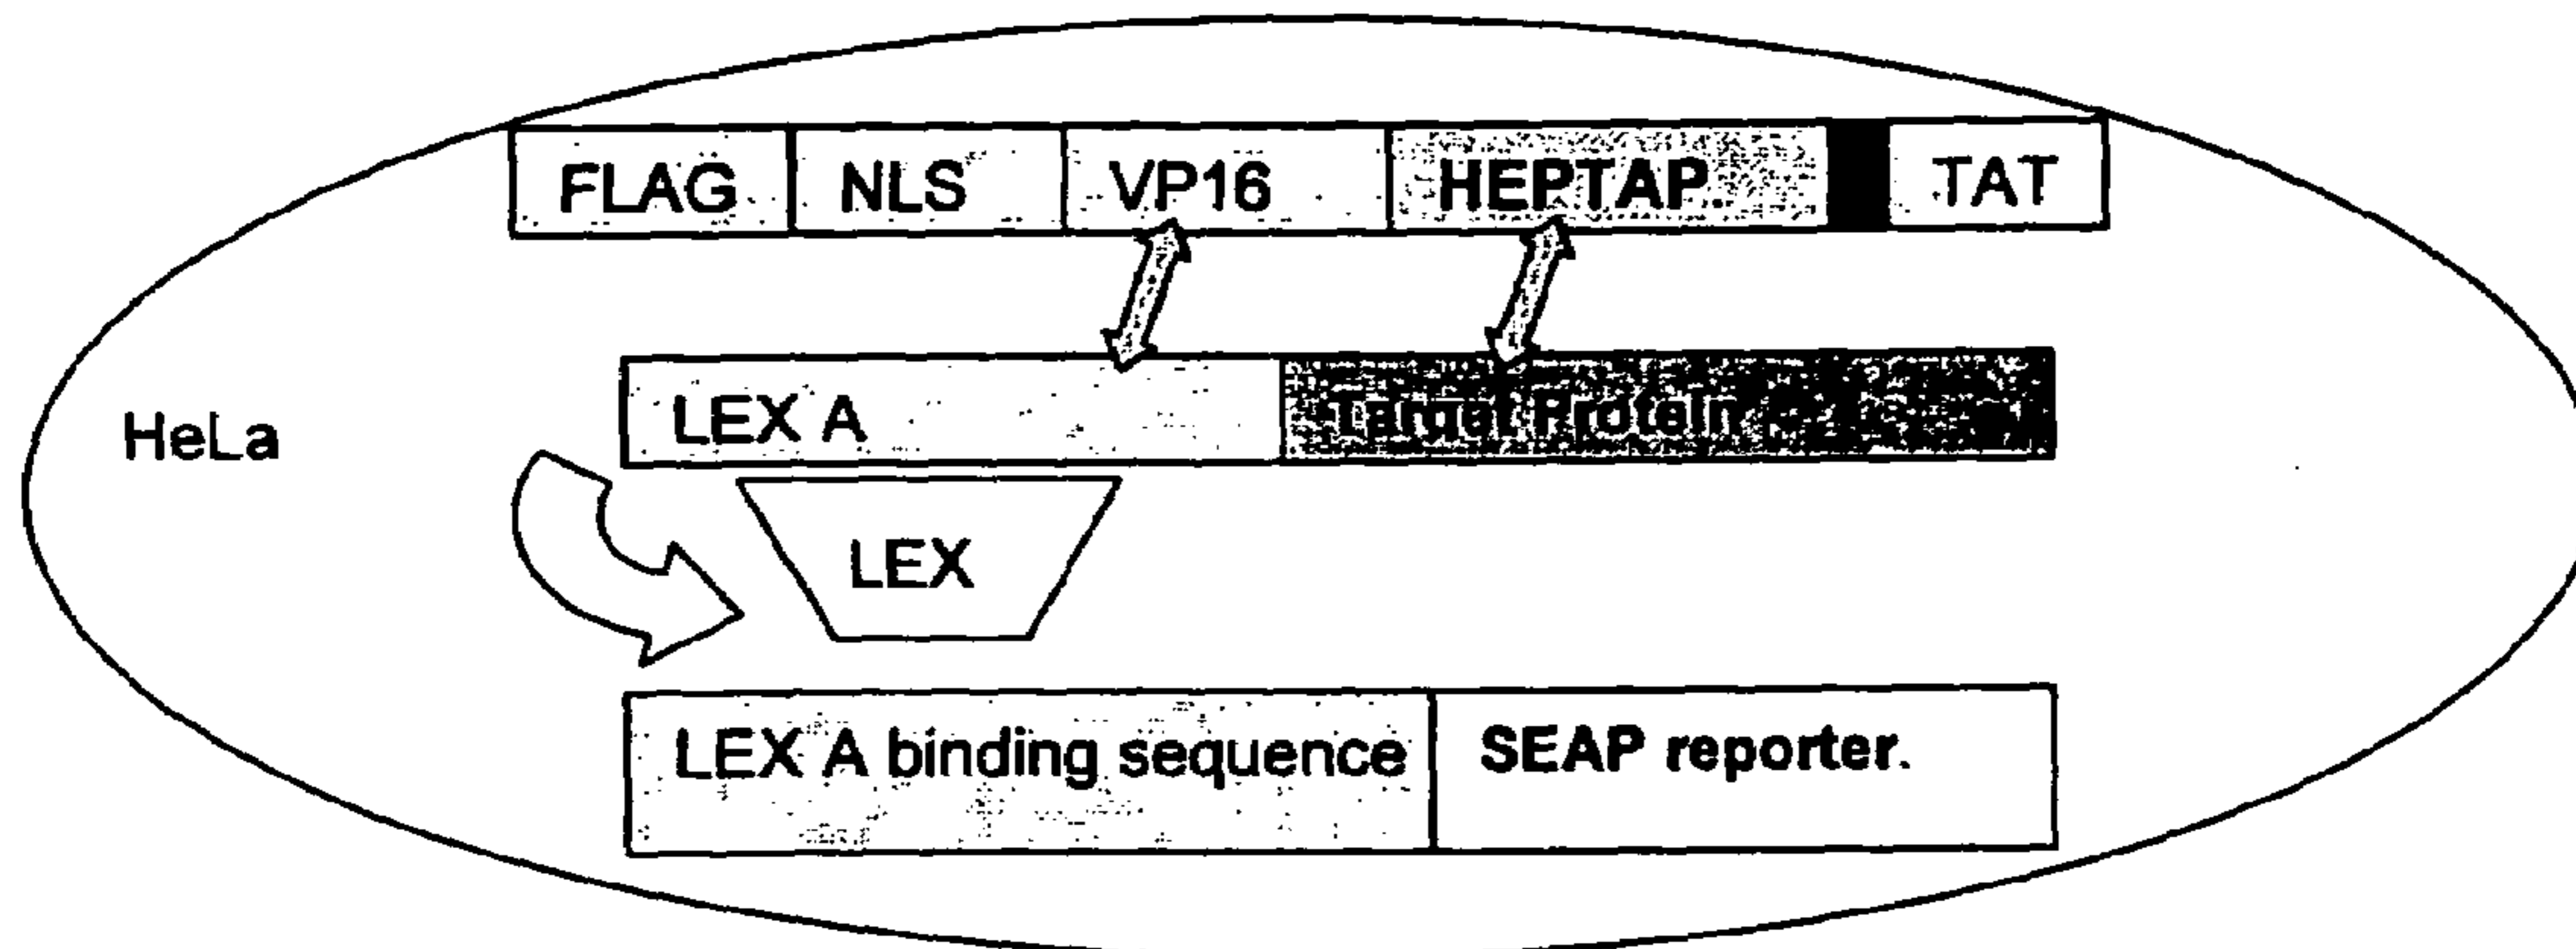 FLAG NLS VP16 HEPTAP TAT
HeLa
LEX A Target Protein
LEX
LEX A binding sequence SEAP reporter.